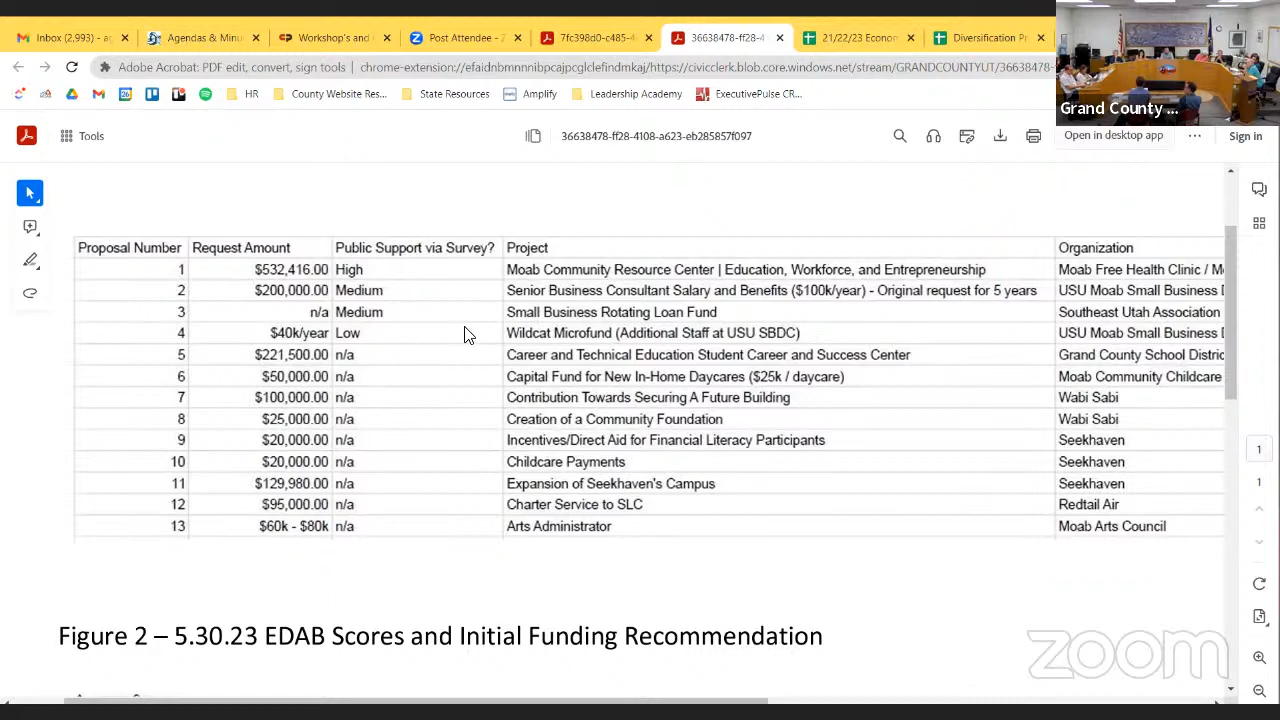 Inbox (2,993) - ag
Agendas & Minu
Workshop's and
Post Attendee - Z
7fc398d0-c485-4
36638478-ff28-4
21/22/23 Econom
Diversification Pr
Adobe Acrobat: PDF edit, convert, sign tools | chrome-extension://efaidnbmnnnibpcajpcglclefindmkaj/https://civicclerk.blob.core.windows.net/stream/GRANDCOUNTYUT/36638478-
HR
County Website Res...
State Resources
Amplify
Leadership Academy
ExecutivePulse CR...
Grand County ...
Tools
36638478-ff28-4108-a623-eb285857f097
Open in desktop app
Sign in
Proposal Number Request Amount Public Support via Survey? Project Organization
1 $532,416.00 High Moab Community Resource Center | Education, Workforce, and Entrepreneurship Moab Free Health Clinic / M
2 $200,000.00 Medium Senior Business Consultant Salary and Benefits ($100k/year) - Original request for 5 years USU Moab Small Business D
3 n/a Medium Small Business Rotating Loan Fund Southeast Utah Association
4 $40k/year Low Wildcat Microfund (Additional Staff at USU SBDC) USU Moab Small Business D
5 $221,500.00 n/a Career and Technical Education Student Career and Success Center Grand County School Distric
6 $50,000.00 n/a Capital Fund for New In-Home Daycares ($25k / daycare) Moab Community Childcare
7 $100,000.00 n/a Contribution Towards Securing A Future Building Wabi Sabi
8 $25,000.00 n/a Creation of a Community Foundation Wabi Sabi
9 $20,000.00 n/a Incentives/Direct Aid for Financial Literacy Participants Seekhaven
10 $20,000.00 n/a Childcare Payments Seekhaven
11 $129,980.00 n/a Expansion of Seekhaven's Campus Seekhaven
12 $95,000.00 n/a Charter Service to SLC Redtail Air
13 $60k - $80k n/a Arts Administrator Moab Arts Council
1
1
Figure 2 – 5.30.23 EDAB Scores and Initial Funding Recommendation
zoom